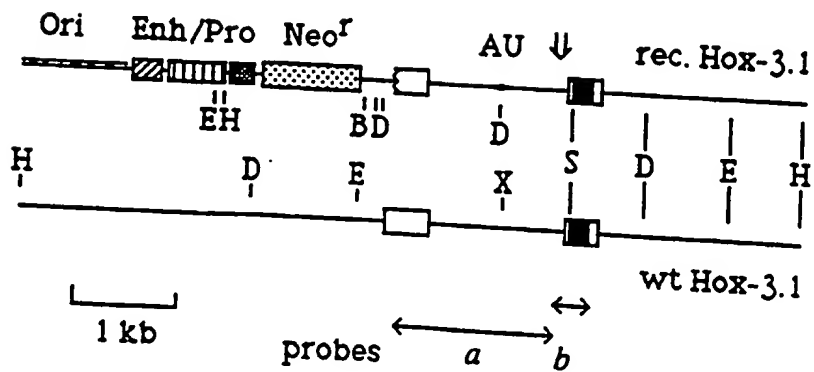 Ori Enh/Pro Neoʳ AU ⇓ rec. Hox-3.1
EH BD D
H D E X S D E H
wt Hox-3.1
1 kb
probes a b